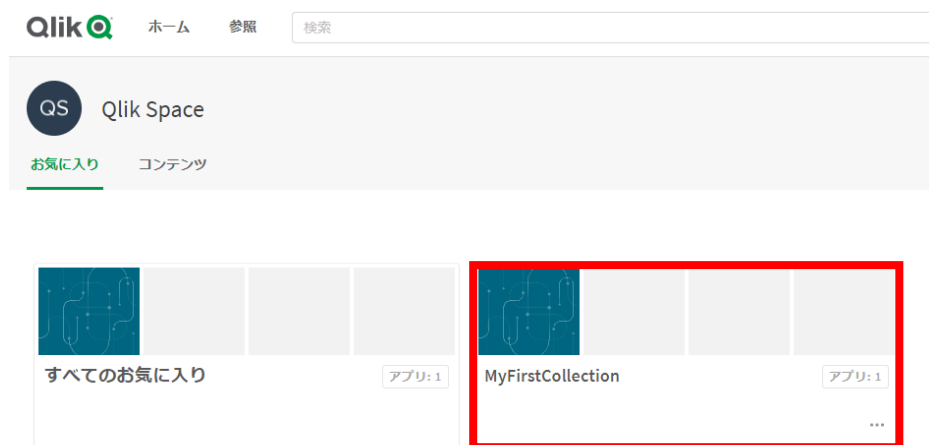 Qlik ホーム 参照 検索
QS Qlik Space
お気に入り コンテンツ
すべてのお気に入り アプリ: 1 MyFirstCollection アプリ: 1
...